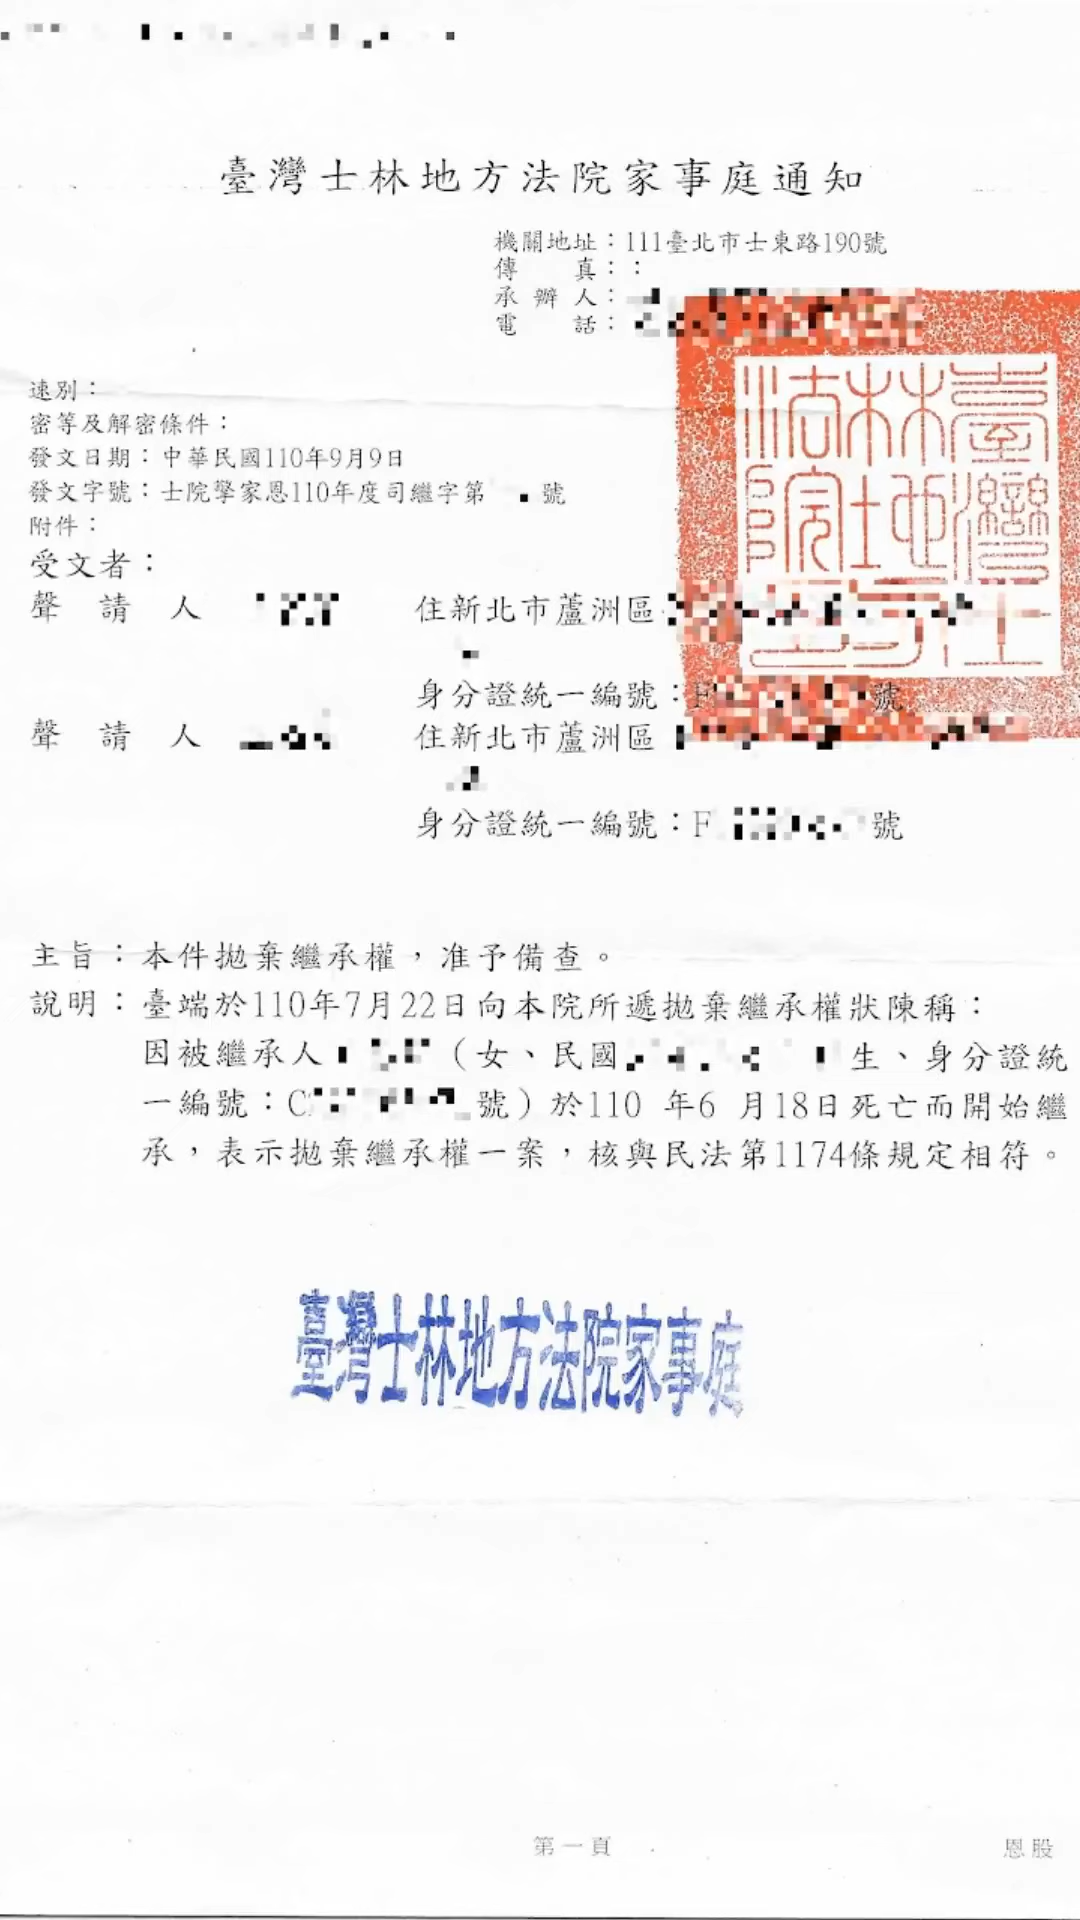 臺灣士林地方法院家事庭通知
機關地址：111臺北市士東路190號
傳真：：
承辦人：
電話：
速別：
密等及解密條件：
發文日期：中華民國110年9月9日
發文字號：士院擎家恩110年度司繼字第 號
附件：
受文者：
聲請人 住新北市蘆洲區
身分證統一編號：F 號
聲請人 住新北市蘆洲區
身分證統一編號：F 號
主旨：本件拋棄繼承權，准予備查。
說明：臺端於110年7月22日向本院所遞拋棄繼承權狀陳稱：
因被繼承人 （女、民國 生、身分證統
一編號：C 號）於110 年6 月18日死亡而開始繼
承，表示拋棄繼承權一案，核與民法第1174條規定相符。
臺灣士林地方法院家事庭
第一頁
恩股
臺灣士林地方法院印